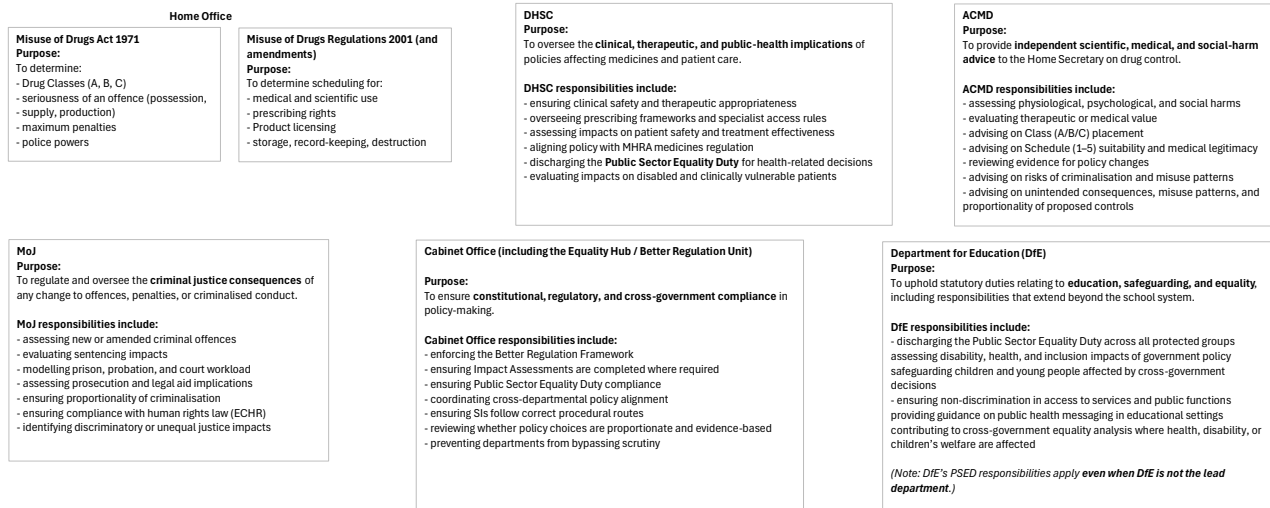 Home Office
Misuse of Drugs Act 1971
Purpose:
To determine:
- Drug Classes (A, B, C)
- seriousness of an offence (possession,
- supply, production)
- maximum penalties
- police powers
Misuse of Drugs Regulations 2001 (and
amendments)
Purpose:
To determine scheduling for:
- medical and scientific use
- prescribing rights
- Product licensing
- storage, record-keeping, destruction
DHSC
Purpose:
To oversee the clinical, therapeutic, and public-health implications of
policies affecting medicines and patient care.
DHSC responsibilities include:
- ensuring clinical safety and therapeutic appropriateness
- overseeing prescribing frameworks and specialist access rules
- assessing impacts on patient safety and treatment effectiveness
- aligning policy with MHRA medicines regulation
- discharging the Public Sector Equality Duty for health-related decisions
- evaluating impacts on disabled and clinically vulnerable patients
ACMD
Purpose:
To provide independent scientific, medical, and social-harm
advice to the Home Secretary on drug control.
ACMD responsibilities include:
- assessing physiological, psychological, and social harms
- evaluating therapeutic or medical value
- advising on Class (A/B/C) placement
- advising on Schedule (1–5) suitability and medical legitimacy
- reviewing evidence for policy changes
- advising on risks of criminalisation and misuse patterns
- advising on unintended consequences, misuse patterns, and
proportionality of proposed controls
MoJ
Purpose:
To regulate and oversee the criminal justice consequences of
any change to offences, penalties, or criminalised conduct.
MoJ responsibilities include:
- assessing new or amended criminal offences
- evaluating sentencing impacts
- modelling prison, probation, and court workload
- assessing prosecution and legal aid implications
- ensuring proportionality of criminalisation
- ensuring compliance with human rights law (ECHR)
- identifying discriminatory or unequal justice impacts
Cabinet Office (including the Equality Hub / Better Regulation Unit)
Purpose:
To ensure constitutional, regulatory, and cross-government compliance in
policy-making.
Cabinet Office responsibilities include:
- enforcing the Better Regulation Framework
- ensuring Impact Assessments are completed where required
- ensuring Public Sector Equality Duty compliance
- coordinating cross-departmental policy alignment
- ensuring SIs follow correct procedural routes
- reviewing whether policy choices are proportionate and evidence-based
- preventing departments from bypassing scrutiny
Department for Education (DfE)
Purpose:
To uphold statutory duties relating to education, safeguarding, and equality,
including responsibilities that extend beyond the school system.
DfE responsibilities include:
- discharging the Public Sector Equality Duty across all protected groups
assessing disability, health, and inclusion impacts of government policy
safeguarding children and young people affected by cross-government
decisions
- ensuring non-discrimination in access to services and public functions
providing guidance on public health messaging in educational settings
contributing to cross-government equality analysis where health, disability, or
children’s welfare are affected
(Note: DfE’s PSED responsibilities apply even when DfE is not the lead
department.)